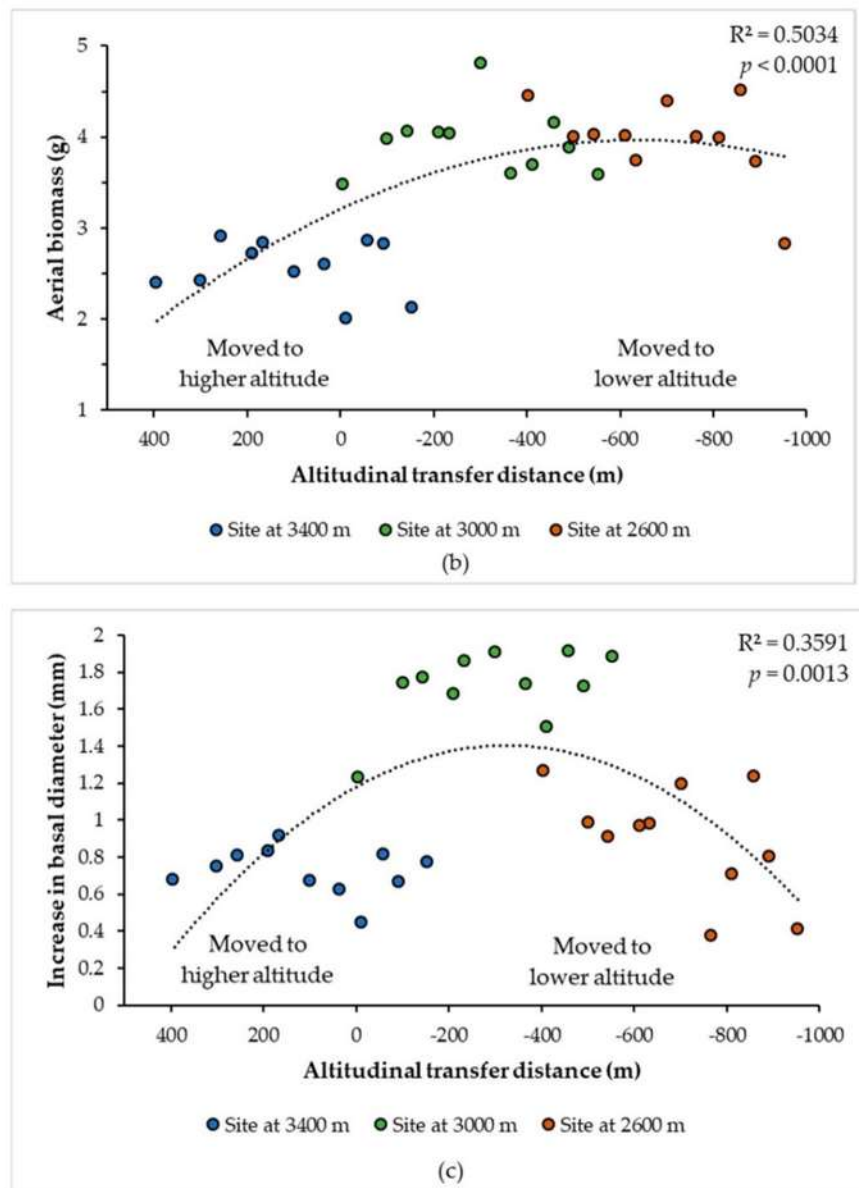 R² = 0.5034
p < 0.0001
Aerial biomass (g)
5
4
3
2
1
Moved to
higher altitude
Moved to
lower altitude
400 200 0 -200 -400 -600 -800 -1000
Altitudinal transfer distance (m)
Site at 3400 m Site at 3000 m Site at 2600 m
(b)
R² = 0.3591
p = 0.0013
Increase in basal diameter (mm)
2
1.8
1.6
1.4
1.2
1
0.8
0.6
0.4
0.2
0
Moved to
higher altitude
Moved to
lower altitude
400 200 0 -200 -400 -600 -800 -1000
Altitudinal transfer distance (m)
Site at 3400 m Site at 3000 m Site at 2600 m
(c)